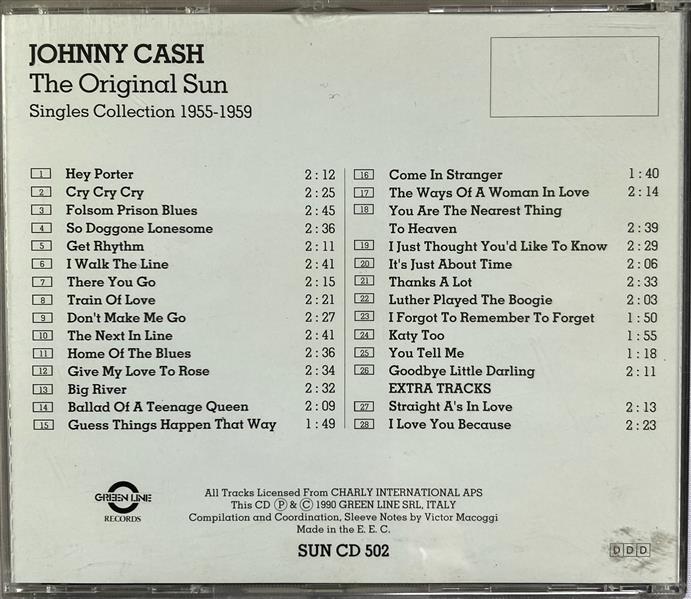 JOHNNY CASH
The Original Sun
Singles Collection 1955-1959
1 Hey Porter 2:12
2 Cry Cry Cry 2:25
3 Folsom Prison Blues 2:45
4 So Doggone Lonesome 2:36
5 Get Rhythm 2:11
6 I Walk The Line 2:41
7 There You Go 2:15
8 Train Of Love 2:21
9 Don't Make Me Go 2:27
10 The Next In Line 2:41
11 Home Of The Blues 2:36
12 Give My Love To Rose 2:34
13 Big River 2:32
14 Ballad Of A Teenage Queen 2:09
15 Guess Things Happen That Way 1:49
16 Come In Stranger 1:40
17 The Ways Of A Woman In Love 2:14
18 You Are The Nearest Thing
To Heaven 2:39
19 I Just Thought You'd Like To Know 2:29
20 It's Just About Time 2:06
21 Thanks A Lot 2:33
22 Luther Played The Boogie 2:03
23 I Forgot To Remember To Forget 1:50
24 Katy Too 1:55
25 You Tell Me 1:18
26 Goodbye Little Darling 2:11
EXTRA TRACKS
27 Straight A's In Love 2:13
28 I Love You Because 2:23
GREEN LINE
RECORDS
All Tracks Licensed From CHARLY INTERNATIONAL APS
This CD Ⓟ & © 1990 GREEN LINE SRL, ITALY
Compilation and Coordination, Sleeve Notes by Victor Macoggi
Made in the E. E. C.
SUN CD 502
DDD